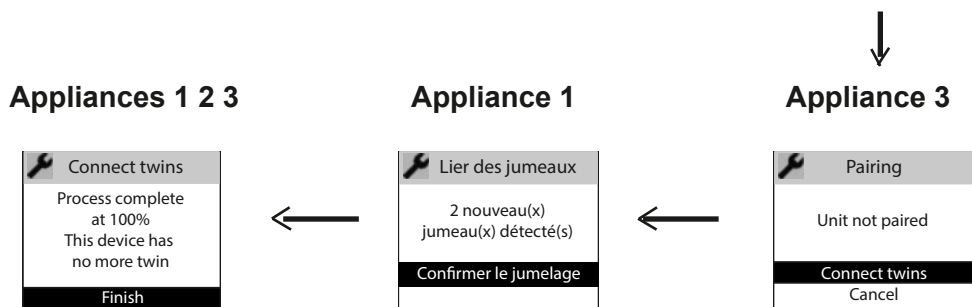 Appliances 1 2 3
Connect twins
Process complete
at 100%
This device has
no more twin
Finish
Appliance 1
Lier des jumeaux
2 nouveau(x)
jumeau(x) détecté(s)
Confirmer le jumelage
Appliance 3
Pairing
Unit not paired
Connect twins
Cancel